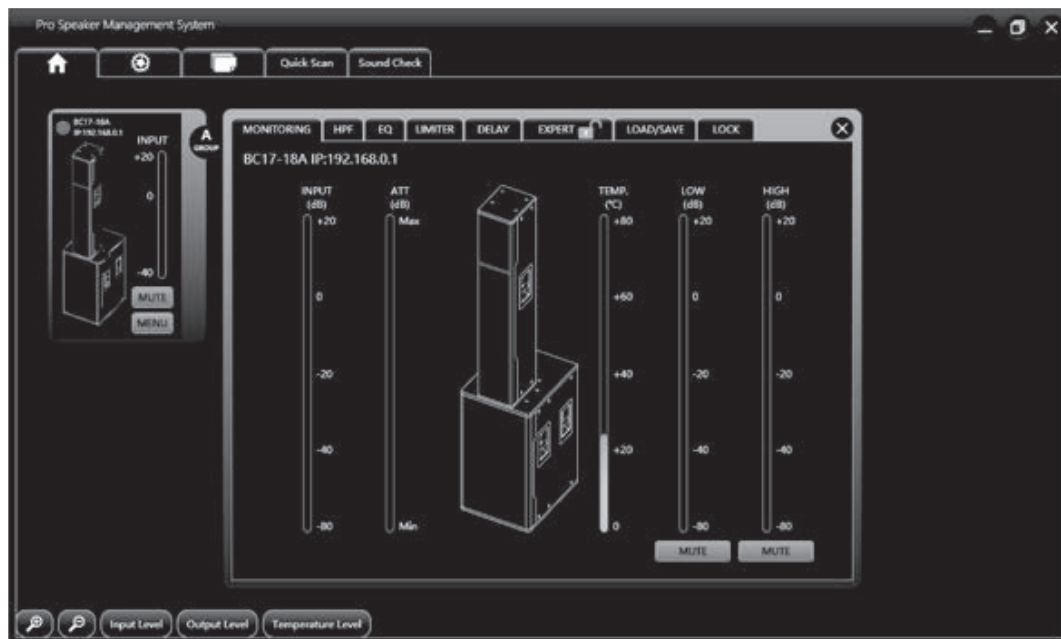 Pro Speaker Management System
Quick Scan
Sound Check
BC17-18A
IP:192.168.0.1
INPUT
+20
0
-40
MUTE
MENU
A
GROUP
MONITORING HPF EQ LIMITER DELAY EXPERT LOAD/SAVE LOCK
BC17-18A IP:192.168.0.1
INPUT
(dB)
+20
0
-20
-40
-80
ATT
(dB)
Max
Min
TEMP.
(°C)
+80
+60
+40
+20
0
LOW
(dB)
+20
0
-20
-40
-80
MUTE
HIGH
(dB)
+20
0
-20
-40
-80
MUTE
Input Level
Output Level
Temperature Level